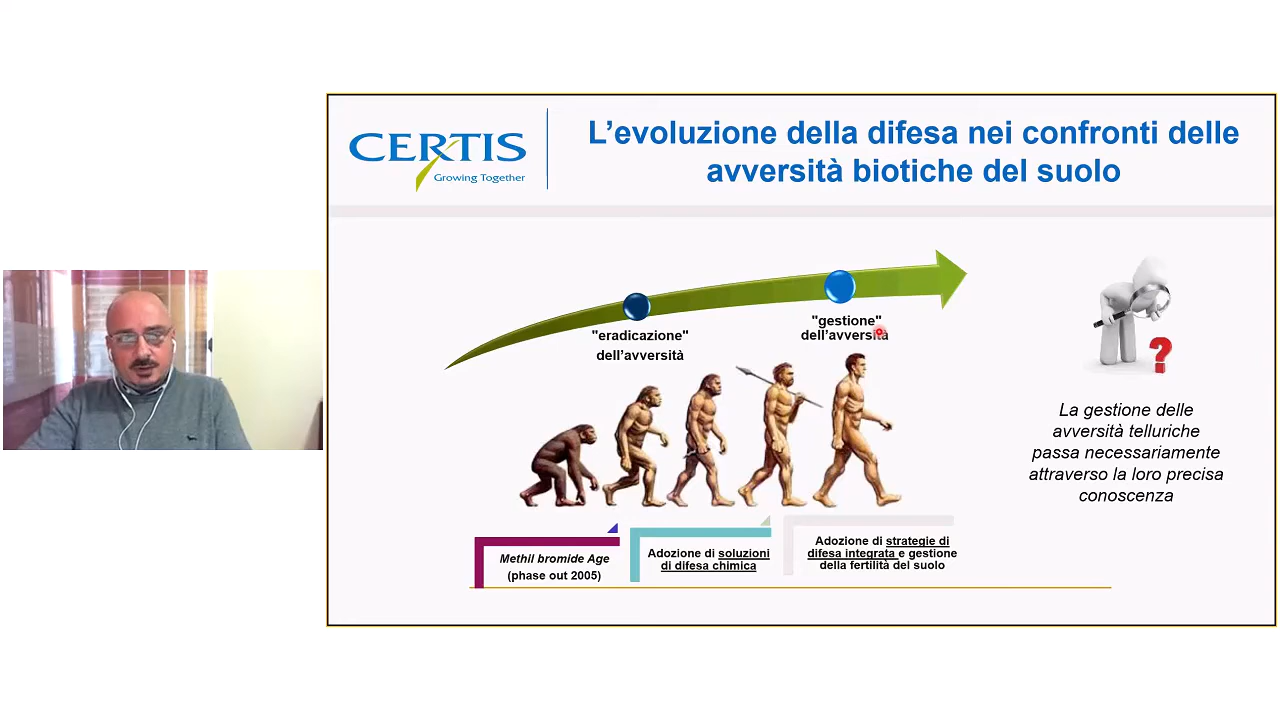 CERTIS
Growing Together
L’evoluzione della difesa nei confronti delle
avversità biotiche del suolo
"eradicazione"
dell’avversità
"gestione"
dell’avversità
?
La gestione delle
avversità telluriche
passa necessariamente
attraverso la loro precisa
conoscenza
Methil bromide Age
(phase out 2005)
Adozione di soluzioni
di difesa chimica
Adozione di strategie di
difesa integrata e gestione
della fertilità del suolo